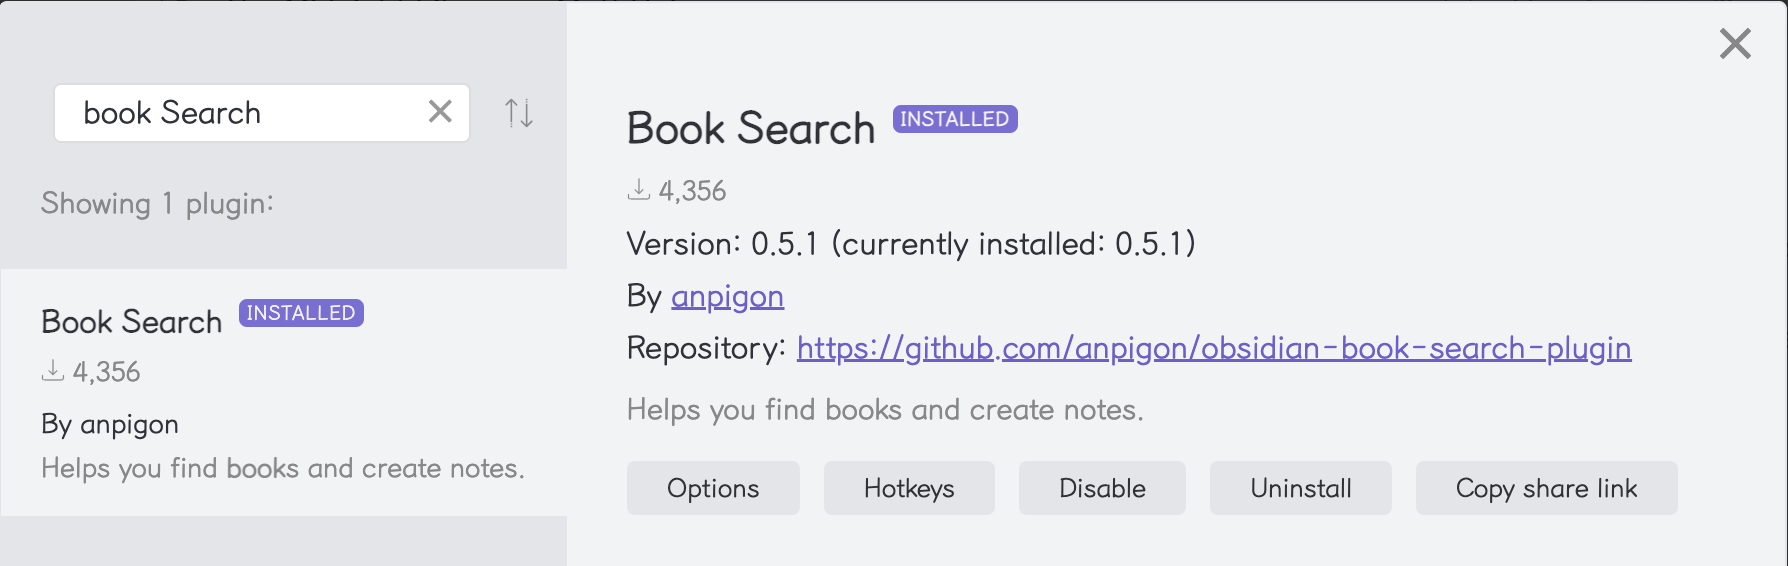 book Search
Showing 1 plugin:
Book Search INSTALLED
4,356
By anpigon
Helps you find books and create notes.
Book Search INSTALLED
4,356
Version: 0.5.1 (currently installed: 0.5.1)
By anpigon
Repository: https://github.com/anpigon/obsidian-book-search-plugin
Helps you find books and create notes.
Options Hotkeys Disable Uninstall Copy share link